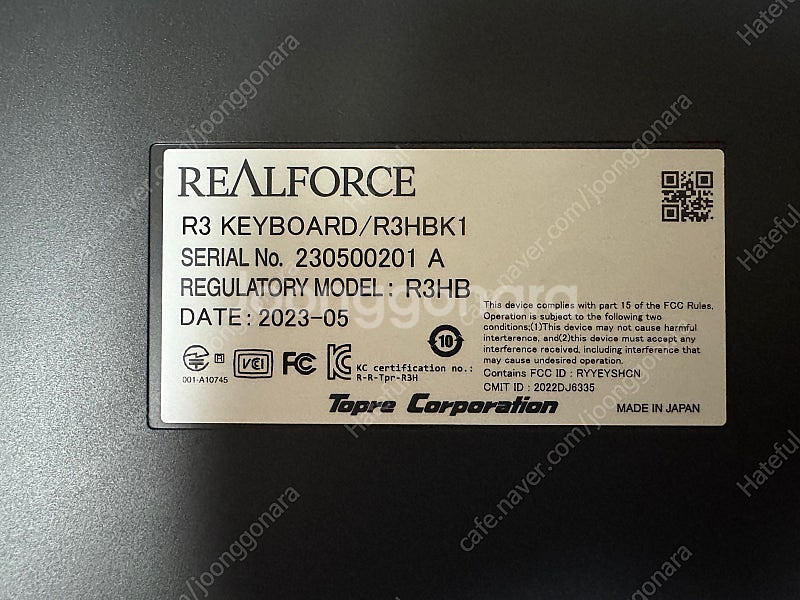 REALFORCE
R3 KEYBOARD/R3HBK1
SERIAL No. 230500201 A
REGULATORY MODEL: R3HB
DATE: 2023-05
This device complies with part 15 of the FCC Rules.
Operation is subject to the following two
conditions;(1)This device may not cause harmful
interference, and(2)this device must accept any
interference received, including interference that
may cause undesired operation.
Contains FCC ID : RYYEYSHCN
CMIT ID : 2022DJ6335
10
R
001-A10745
VCI
FC
KC certification no.:
R-R-Tpr-R3H
Topre Corporation
MADE IN JAPAN
joonggonara
cafe.naver.com/joonggonara
Hateful